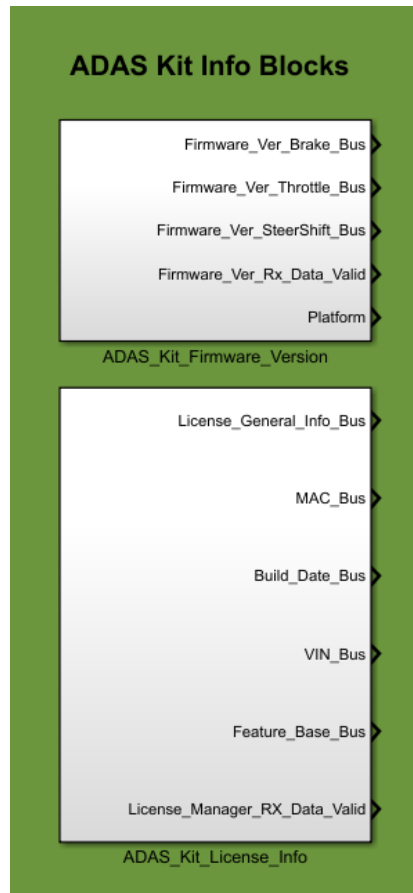 ADAS Kit Info Blocks
Firmware_Ver_Brake_Bus
Firmware_Ver_Throttle_Bus
Firmware_Ver_SteerShift_Bus
Firmware_Ver_Rx_Data_Valid
Platform
ADAS_Kit_Firmware_Version
License_General_Info_Bus
MAC_Bus
Build_Date_Bus
VIN_Bus
Feature_Base_Bus
License_Manager_RX_Data_Valid
ADAS_Kit_License_Info